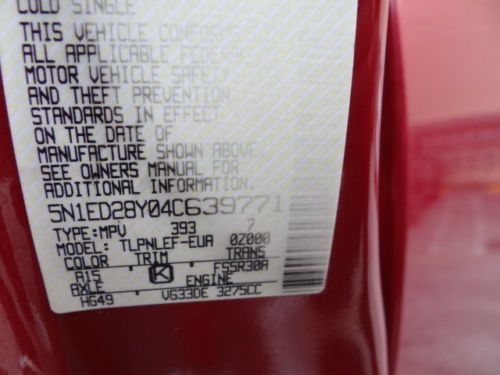 COLD SINGLE
THIS VEHICLE CONFORMS TO
ALL APPLICABLE FEDERAL
MOTOR VEHICLE SAFETY
AND THEFT PREVENTION
STANDARDS IN EFFECT
ON THE DATE OF
MANUFACTURE SHOWN ABOVE.
SEE OWNERS MANUAL FOR
ADDITIONAL INFORMATION.
5N1ED28Y04C639771
TYPE:MPV 393 7
MODEL: TLPNLEF-EUA 0Z000
COLOR TRIM TRANS
A15 K FS5R30A
AXLE ENGINE
HG49 VG33DE 3275CC